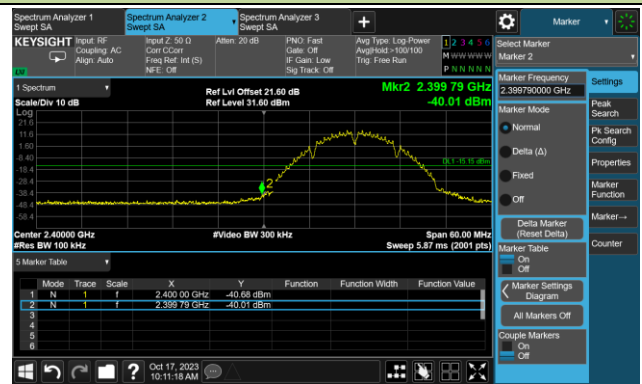 Spectrum Analyzer 1
Swept SA
Spectrum Analyzer 2
Swept SA
Spectrum Analyzer 3
Swept SA
+
Marker
KEYSIGHT
Input: RF
Coupling: AC
Align: Auto
Input Z: 50 Ω
Corr CCorr
Freq Ref: Int (S)
NFE: Off
Atten: 20 dB
PNO: Fast
Gate: Off
IF Gain: Low
Sig Track: Off
Avg Type: Log-Power
Avg|Hold:>100/100
Trig: Free Run
1 2 3 4 5 6
M W W W W W
P N N N N N
LXI
Select Marker
Marker 2
1 Spectrum
Scale/Div 10 dB
Ref Lvl Offset 21.60 dB
Ref Level 31.60 dBm
Mkr2 2.399 79 GHz
-40.01 dBm
Log
21.6
11.6
1.60
-8.40
-18.4
-28.4
-38.4
-48.4
-58.4
DL1 -15.15 dBm
2
Center 2.40000 GHz
#Res BW 100 kHz
#Video BW 300 kHz
Span 60.00 MHz
Sweep 5.87 ms (2001 pts)
5 Marker Table
Mode Trace Scale X Y Function Function Width Function Value
1 N 1 f 2.400 00 GHz -40.68 dBm
2 N 1 f 2.399 79 GHz -40.01 dBm
3
4
5
6
Marker Frequency
2.399790000 GHz
Marker Mode
Normal
Delta (Δ)
Fixed
Off
Delta Marker
(Reset Delta)
Marker Table
On
Off
Marker Settings
Diagram
All Markers Off
Couple Markers
On
Off
Settings
Peak
Search
Pk Search
Config
Properties
Marker
Function
Marker→
Counter
?
Oct 17, 2023
10:11:18 AM